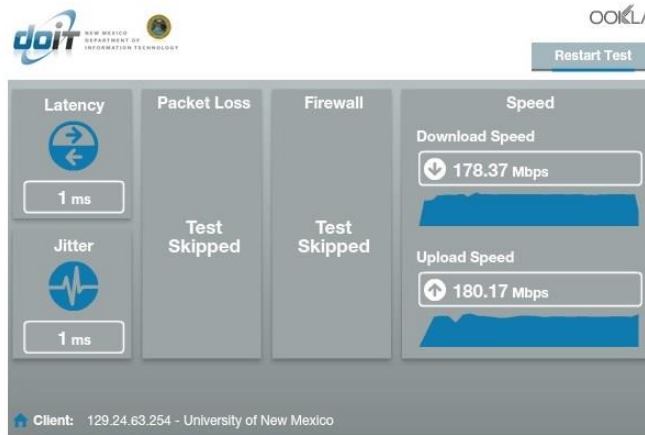 doit
NEW MEXICO
DEPARTMENT OF
INFORMATION TECHNOLOGY
OOKLA
Restart Test
Latency
1 ms
Jitter
1 ms
Packet Loss
Test
Skipped
Firewall
Test
Skipped
Speed
Download Speed
178.37 Mbps
Upload Speed
180.17 Mbps
Client: 129.24.63.254 - University of New Mexico